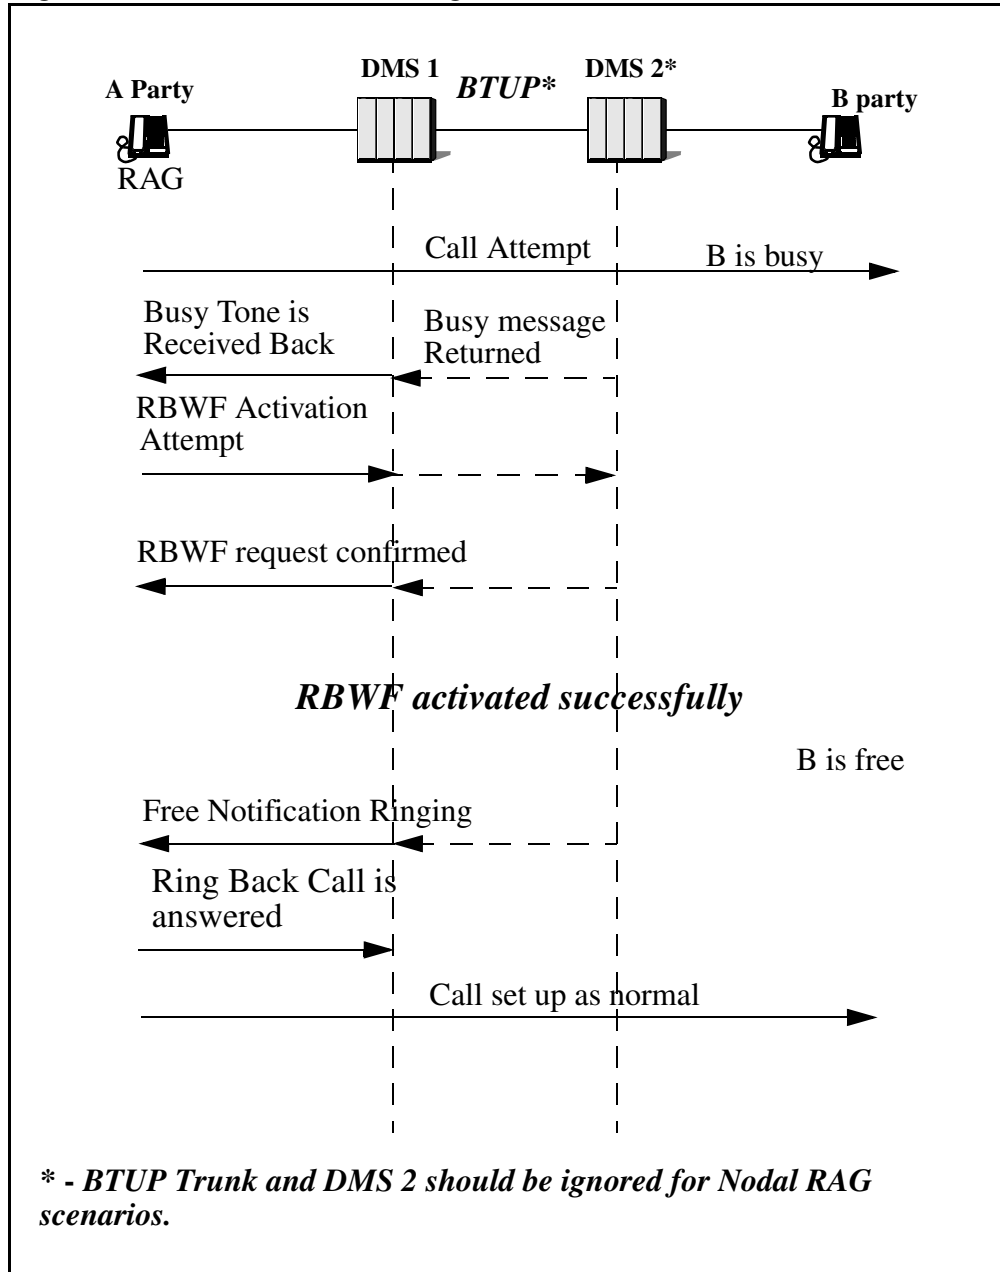 DMS 1
BTUP*
DMS 2*
A Party
B party
RAG
Call Attempt
B is busy
Busy Tone is
Received Back
Busy message
Returned
RBWF Activation
Attempt
RBWF request confirmed
RBWF activated successfully
B is free
Free Notification Ringing
Ring Back Call is
answered
Call set up as normal
* - BTUP Trunk and DMS 2 should be ignored for Nodal RAG
scenarios.